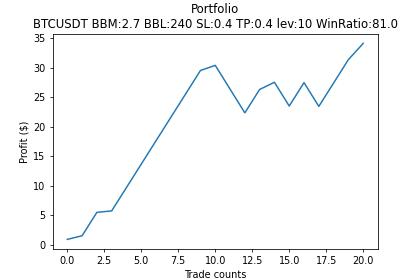 Portfolio
BTCUSDT BBM:2.7 BBL:240 SL:0.4 TP:0.4 lev:10 WinRatio:81.0
35
30
25
20
15
10
5
0
Profit ($)
0.0 2.5 5.0 7.5 10.0 12.5 15.0 17.5 20.0
Trade counts